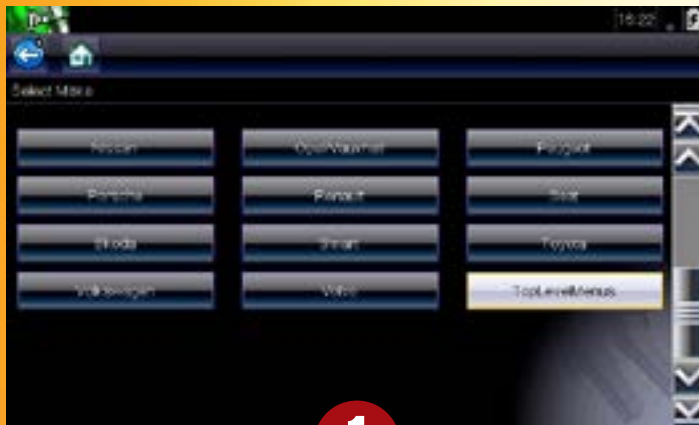 16:22
Select Make
Nissan Opel/Vauxhall Peugeot
Porsche Renault Seat
Skoda Smart Toyota
Volkswagen Volvo TopLevelMenus
1